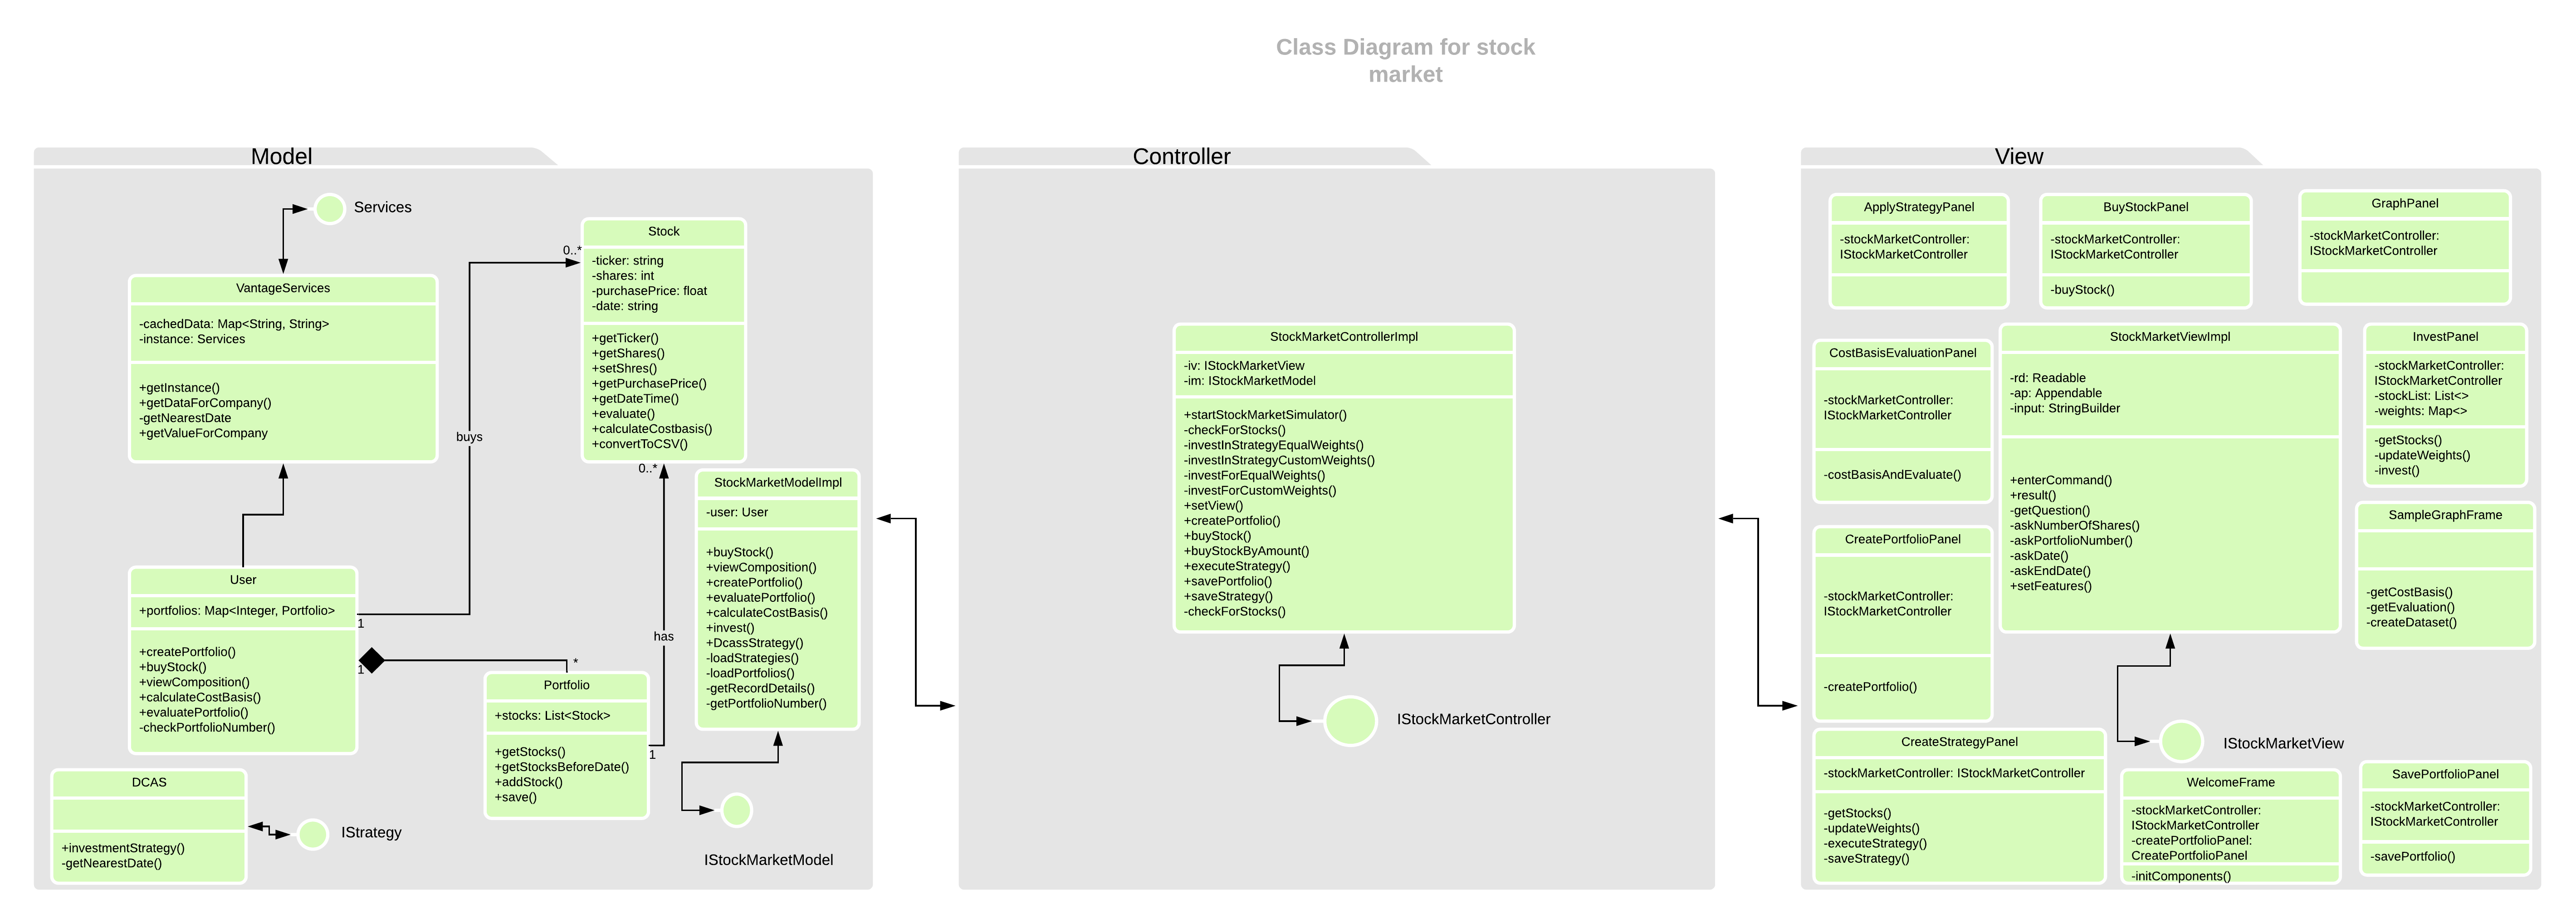 Class Diagram for stock
market
Model
Services
VantageServices
-cachedData: Map<String, String>
-instance: Services
+getInstance()
+getDataForCompany()
-getNearestDate
+getValueForCompany
buys
0..*
Stock
-ticker: string
-shares: int
-purchasePrice: float
-date: string
+getTicker()
+getShares()
+setShres()
+getPurchasePrice()
+getDateTime()
+evaluate()
+calculateCostbasis()
+convertToCSV()
0..*
StockMarketModelImpl
-user: User
+buyStock()
+viewComposition()
+createPortfolio()
+evaluatePortfolio()
+calculateCostBasis()
+invest()
+DcassStrategy()
-loadStrategies()
-loadPortfolios()
-getRecordDetails()
-getPortfolioNumber()
User
+portfolios: Map<Integer, Portfolio>
+createPortfolio()
+buyStock()
+viewComposition()
+calculateCostBasis()
+evaluatePortfolio()
-checkPortfolioNumber()
1
1
*
has
Portfolio
+stocks: List<Stock>
+getStocks()
+getStocksBeforeDate()
+addStock()
+save()
1
DCAS
+investmentStrategy()
-getNearestDate()
IStrategy
IStockMarketModel
Controller
StockMarketControllerImpl
-iv: IStockMarketView
-im: IStockMarketModel
+startStockMarketSimulator()
-checkForStocks()
-investInStrategyEqualWeights()
-investInStrategyCustomWeights()
-investForEqualWeights()
-investForCustomWeights()
+setView()
+createPortfolio()
+buyStock()
+buyStockByAmount()
+executeStrategy()
+savePortfolio()
+saveStrategy()
-checkForStocks()
IStockMarketController
View
ApplyStrategyPanel
-stockMarketController:
IStockMarketController
BuyStockPanel
-stockMarketController:
IStockMarketController
-buyStock()
GraphPanel
-stockMarketController:
IStockMarketController
CostBasisEvaluationPanel
-stockMarketController:
IStockMarketController
-costBasisAndEvaluate()
StockMarketViewImpl
-rd: Readable
-ap: Appendable
-input: StringBuilder
+enterCommand()
+result()
-getQuestion()
-askNumberOfShares()
-askPortfolioNumber()
-askDate()
-askEndDate()
+setFeatures()
InvestPanel
-stockMarketController:
IStockMarketController
-stockList: List<>
-weights: Map<>
-getStocks()
-updateWeights()
-invest()
CreatePortfolioPanel
-stockMarketController:
IStockMarketController
-createPortfolio()
SampleGraphFrame
-getCostBasis()
-getEvaluation()
-createDataset()
IStockMarketView
CreateStrategyPanel
-stockMarketController: IStockMarketController
-getStocks()
-updateWeights()
-executeStrategy()
-saveStrategy()
WelcomeFrame
-stockMarketController:
IStockMarketController
-createPortfolioPanel:
CreatePortfolioPanel
-initComponents()
SavePortfolioPanel
-stockMarketController:
IStockMarketController
-savePortfolio()